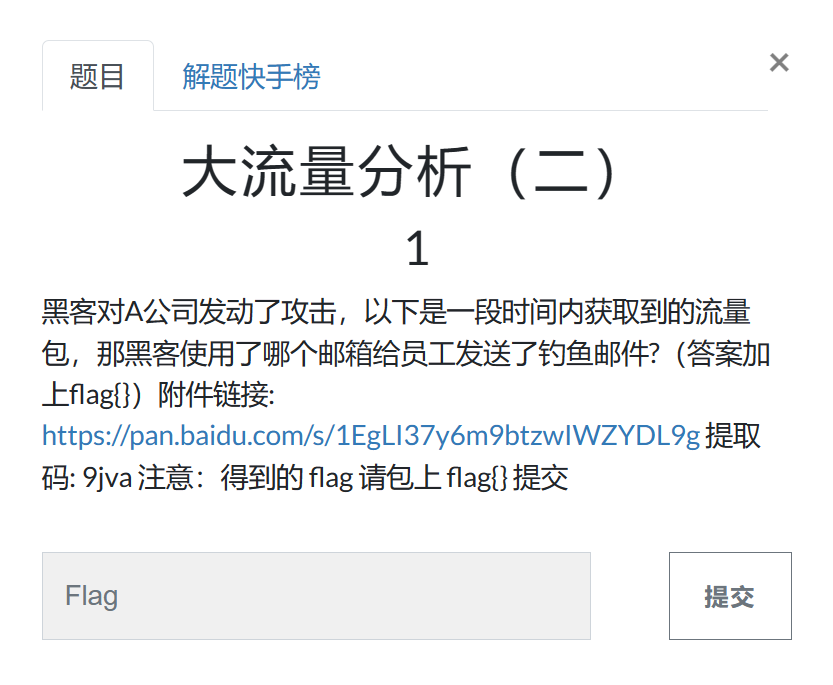 题目 解题快手榜 ×
大流量分析（二）
1
黑客对A公司发动了攻击，以下是一段时间内获取到的流量
包，那黑客使用了哪个邮箱给员工发送了钓鱼邮件?（答案加
上flag{}）附件链接:
https://pan.baidu.com/s/1EgLI37y6m9btzwIWZYDL9g 提取
码: 9jva 注意：得到的 flag 请包上 flag{} 提交
Flag 提交